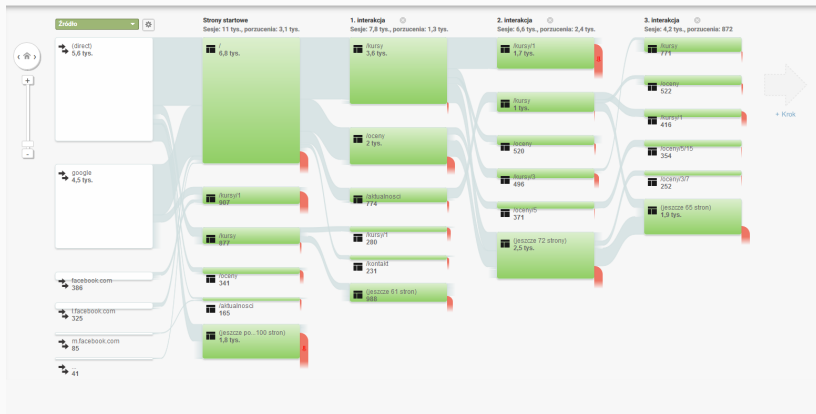 Źródło
(direct)
5,6 tys.
google
4,5 tys.
facebook.com
386
l.facebook.com
325
m.facebook.com
85
...
41
Strony startowe
Sesje: 11 tys., porzucenia: 3,1 tys.
/
6,8 tys.
/kursy/1
967
/kursy
877
/oceny
341
/aktualnosci
165
(jeszcze po...100 stron)
1,8 tys.
1. interakcja
Sesje: 7,8 tys., porzucenia: 1,3 tys.
/kursy
3,6 tys.
/oceny
2 tys.
/aktualnosci
774
/kursy/1
280
/kontakt
231
(jeszcze 61 stron)
988
2. interakcja
Sesje: 6,6 tys., porzucenia: 2,4 tys.
/kursy/1
1,7 tys.
/kursy
1 tys.
/oceny
520
/kursy/3
496
/oceny/5
371
(jeszcze 72 strony)
2,5 tys.
3. interakcja
Sesje: 4,2 tys., porzucenia: 872
/kursy
771
/oceny
522
/kursy/1
416
/oceny/5/15
354
/oceny/3/7
252
(jeszcze 65 stron)
1,9 tys.
+ Krok